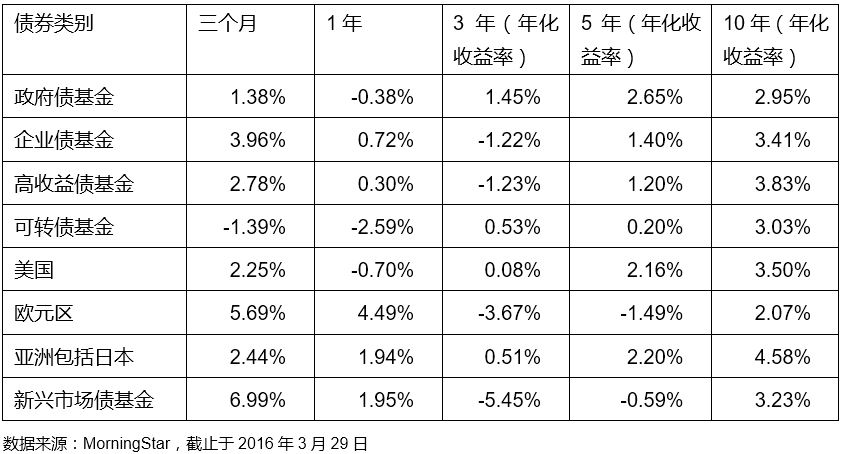 债券类别 三个月 1年 3 年（年化收益率） 5 年（年化收益率） 10年（年化收益率）
政府债基金 1.38% -0.38% 1.45% 2.65% 2.95%
企业债基金 3.96% 0.72% -1.22% 1.40% 3.41%
高收益债基金 2.78% 0.30% -1.23% 1.20% 3.83%
可转债基金 -1.39% -2.59% 0.53% 0.20% 3.03%
美国 2.25% -0.70% 0.08% 2.16% 3.50%
欧元区 5.69% 4.49% -3.67% -1.49% 2.07%
亚洲包括日本 2.44% 1.94% 0.51% 2.20% 4.58%
新兴市场债基金 6.99% 1.95% -5.45% -0.59% 3.23%
数据来源：MorningStar，截止于 2016 年 3 月 29 日